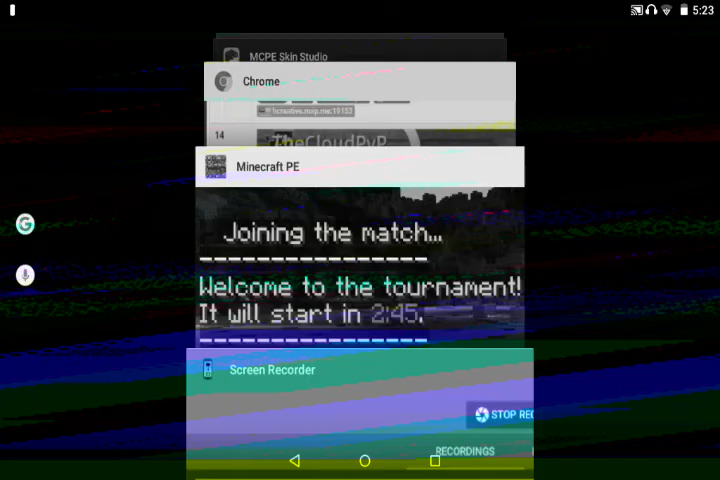 5:23
MCPE Skin Studio
Chrome
14
TheCloudPvP
Minecraft PE
Joining the match...
----------------
Welcome to the tournament!
It will start in 2:45.
----------------
Screen Recorder
STOP REC
RECORDINGS